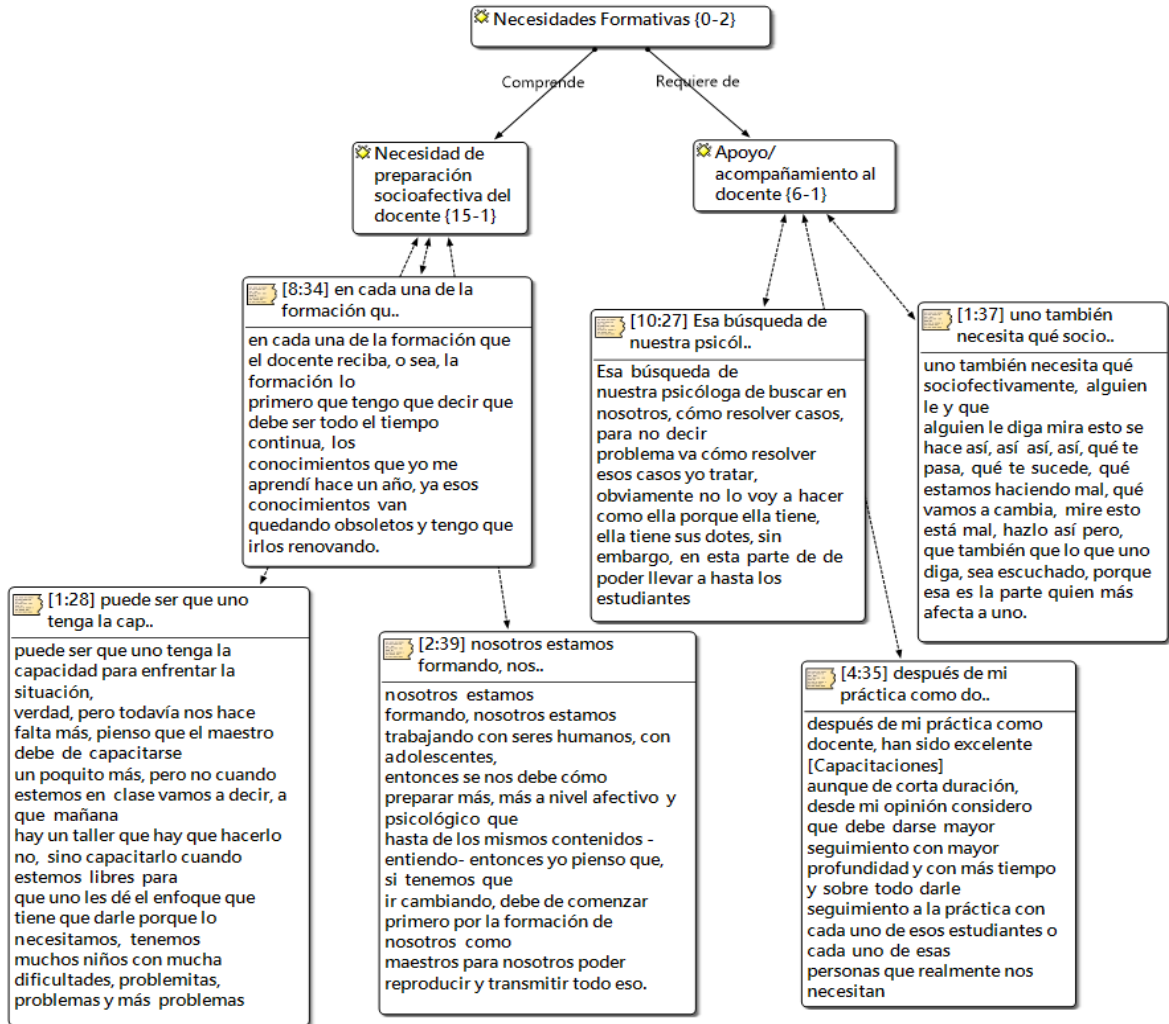 Necesidades Formativas {0-2}
Comprende
Requiere de
Necesidad de
preparación
socioafectiva del
docente {15-1}
Apoyo/
acompañamiento al
docente {6-1}
[8:34] en cada una de la
formación qu..
en cada una de la formación que
el docente reciba, o sea, la
formación lo
primero que tengo que decir que
debe ser todo el tiempo
continua, los
conocimientos que yo me
aprendí hace un año, ya esos
conocimientos van
quedando obsoletos y tengo que
irlos renovando.
[10:27] Esa búsqueda de
nuestra psicól..
Esa búsqueda de
nuestra psicóloga de buscar en
nosotros, cómo resolver casos,
para no decir
problema va cómo resolver
esos casos yo tratar,
obviamente no lo voy a hacer
como ella porque ella tiene,
ella tiene sus dotes, sin
embargo, en esta parte de de
poder llevar a hasta los
estudiantes
[1:37] uno también
necesita qué socio..
uno también necesita qué
sociofectivamente, alguien
le y que
alguien le diga mira esto se
hace así, así así, así, qué te
pasa, qué te sucede, qué
estamos haciendo mal, qué
vamos a cambia, mire esto
está mal, hazlo así pero,
que también que lo que uno
diga, sea escuchado, porque
esa es la parte quien más
afecta a uno.
[1:28] puede ser que uno
tenga la cap..
puede ser que uno tenga la
capacidad para enfrentar la
situación,
verdad, pero todavía nos hace
falta más, pienso que el maestro
debe de capacitarse
un poquito más, pero no cuando
estemos en clase vamos a decir, a
que mañana
hay un taller que hay que hacerlo
no, sino capacitarlo cuando
estemos libres para
que uno les dé el enfoque que
tiene que darle porque lo
necesitamos, tenemos
muchos niños con mucha
dificultades, problemitas,
problemas y más problemas
[2:39] nosotros estamos
formando, nos..
nosotros estamos
formando, nosotros estamos
trabajando con seres humanos, con
adolescentes,
entonces se nos debe cómo
preparar más, más a nivel afectivo y
psicológico que
hasta de los mismos contenidos -
entiendo- entonces yo pienso que,
si tenemos que
ir cambiando, debe de comenzar
primero por la formación de
nosotros como
maestros para nosotros poder
reproducir y transmitir todo eso.
[4:35] después de mi
práctica como do..
después de mi práctica como
docente, han sido excelente
[Capacitaciones]
aunque de corta duración,
desde mi opinión considero
que debe darse mayor
seguimiento con mayor
profundidad y con más tiempo
y sobre todo darle
seguimiento a la práctica con
cada uno de esos estudiantes o
cada uno de esas
personas que realmente nos
necesitan